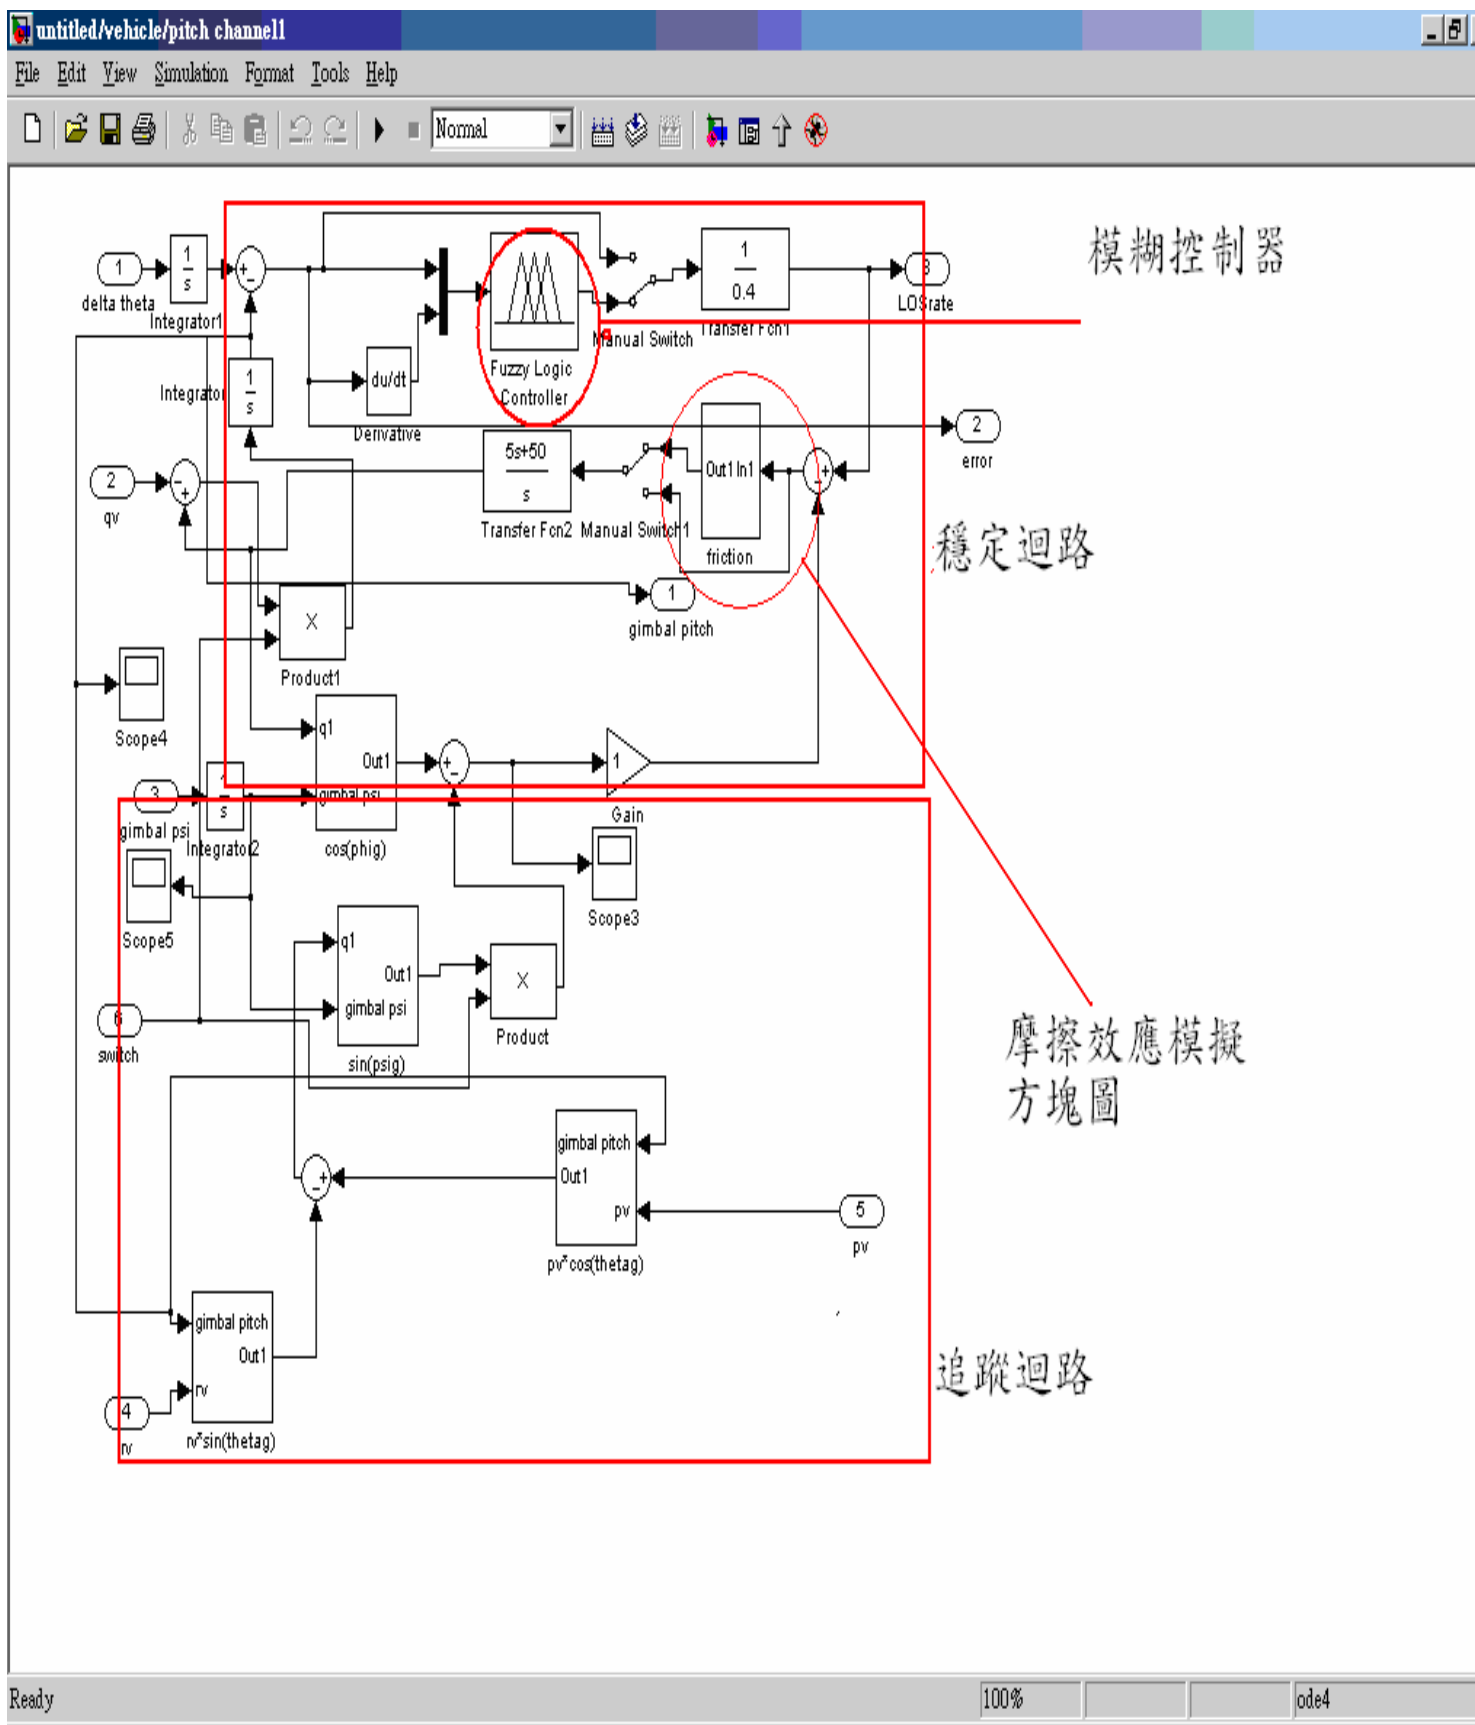 untitled/vehicle/pitch channel1
File Edit View Simulation Format Tools Help
Normal
模糊控制器
1
delta theta
1
s
Integrator1
+
-
Fuzzy Logic
Controller
Manual Switch
1
0.4
Transfer Fcn1
3
LOSrate
1
s
Integrator
du/dt
Derivative
2
error
2
qv
-
+
5s+50
s
Transfer Fcn2
Manual Switch1
Out1 In1
friction
+
-
穩定迴路
X
Product1
1
gimbal pitch
Scope4
q1
Out1
gimbal psi
cos(phig)
+
-
1
Gain
3
gimbal psi
1
s
Integrator2
Scope5
Scope3
q1
Out1
gimbal psi
sin(psig)
X
Product
6
switch
摩擦效應模擬
方塊圖
gimbal pitch
Out1
pv
pv*cos(thetag)
+
-
5
pv
gimbal pitch
Out1
rv
rv*sin(thetag)
4
rv
追蹤迴路
Ready
100%
ode4